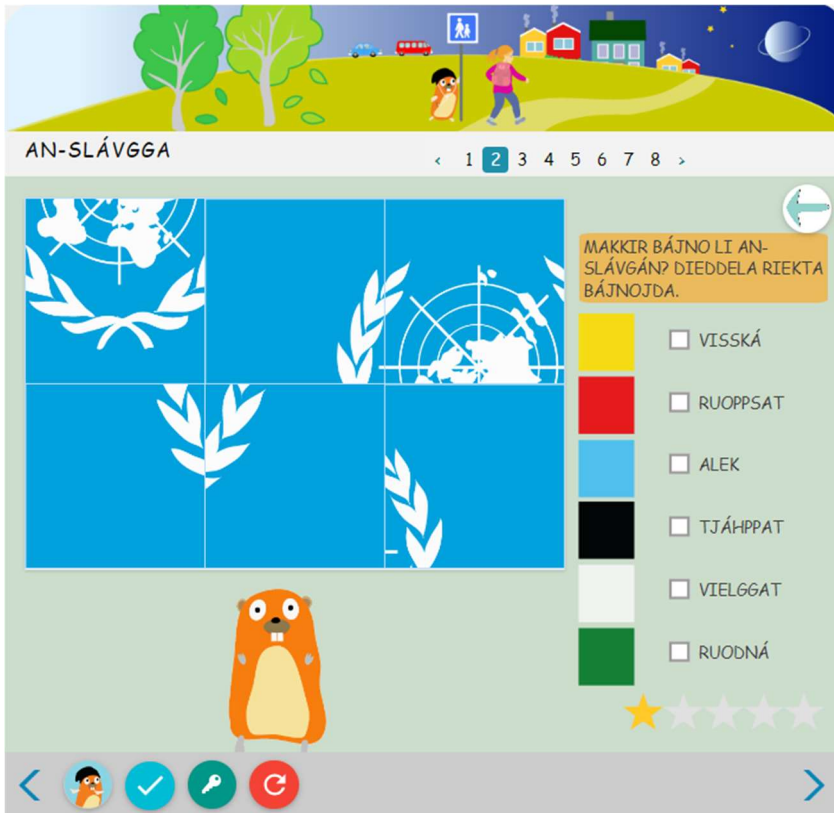 AN-SLÁVGGA
‹ 1 2 3 4 5 6 7 8 ›
MAKKIR BÁJNO LI AN-
SLÁVGÁN? DIEDDELA RIEKTA
BÁJNOJDA.
VISSKÁ
RUOPPSAT
ALEK
TJÁHPPAT
VIELGGAT
RUODNÁ